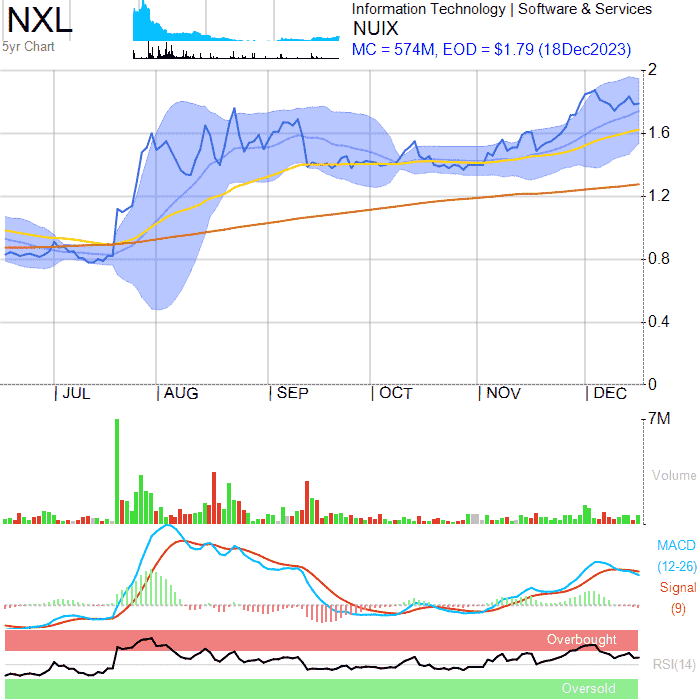 NXL
5yr Chart
Information Technology | Software & Services
NUIX
MC = 574M, EOD = $1.79 (18Dec2023)
2
1.6
1.2
0.8
0.4
0
JUL AUG SEP OCT NOV DEC
7M
Volume
MACD
(12-26)
Signal
(9)
Overbought
RSI(14)
Oversold